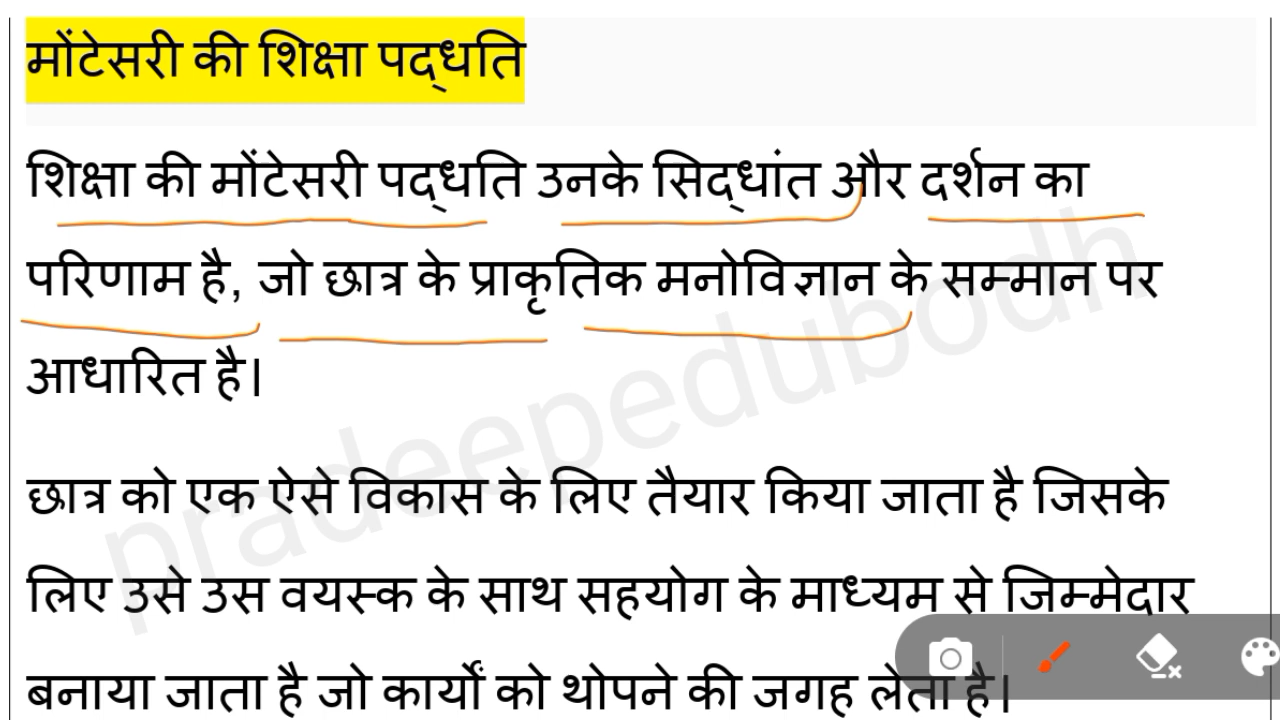 मोंटेसरी की शिक्षा पद्धति
शिक्षा की मोंटेसरी पद्धति उनके सिद्धांत और दर्शन का
परिणाम है, जो छात्र के प्राकृतिक मनोविज्ञान के सम्मान पर
आधारित है।
छात्र को एक ऐसे विकास के लिए तैयार किया जाता है जिसके
लिए उसे उस वयस्क के साथ सहयोग के माध्यम से जिम्मेदार
बनाया जाता है जो कार्यों को थोपने की जगह लेता है।
pradeepedubodh